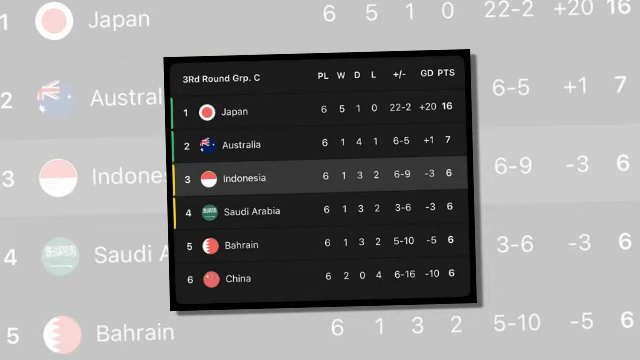 1 Japan 6 5 1 0 22-2 +20 16
2 Austral 6-5 +1 7
3 Indones 6-9 -3 6
4 Saudi A 3-6 -3 6
5 Bahrain 6 1 3 2 5-10 -5 6
3Rd Round Grp. C PL W D L +/- GD PTS
1 Japan 6 5 1 0 22-2 +20 16
2 Australia 6 1 4 1 6-5 +1 7
3 Indonesia 6 1 3 2 6-9 -3 6
4 Saudi Arabia 6 1 3 2 3-6 -3 6
5 Bahrain 6 1 3 2 5-10 -5 6
6 China 6 2 0 4 6-16 -10 6